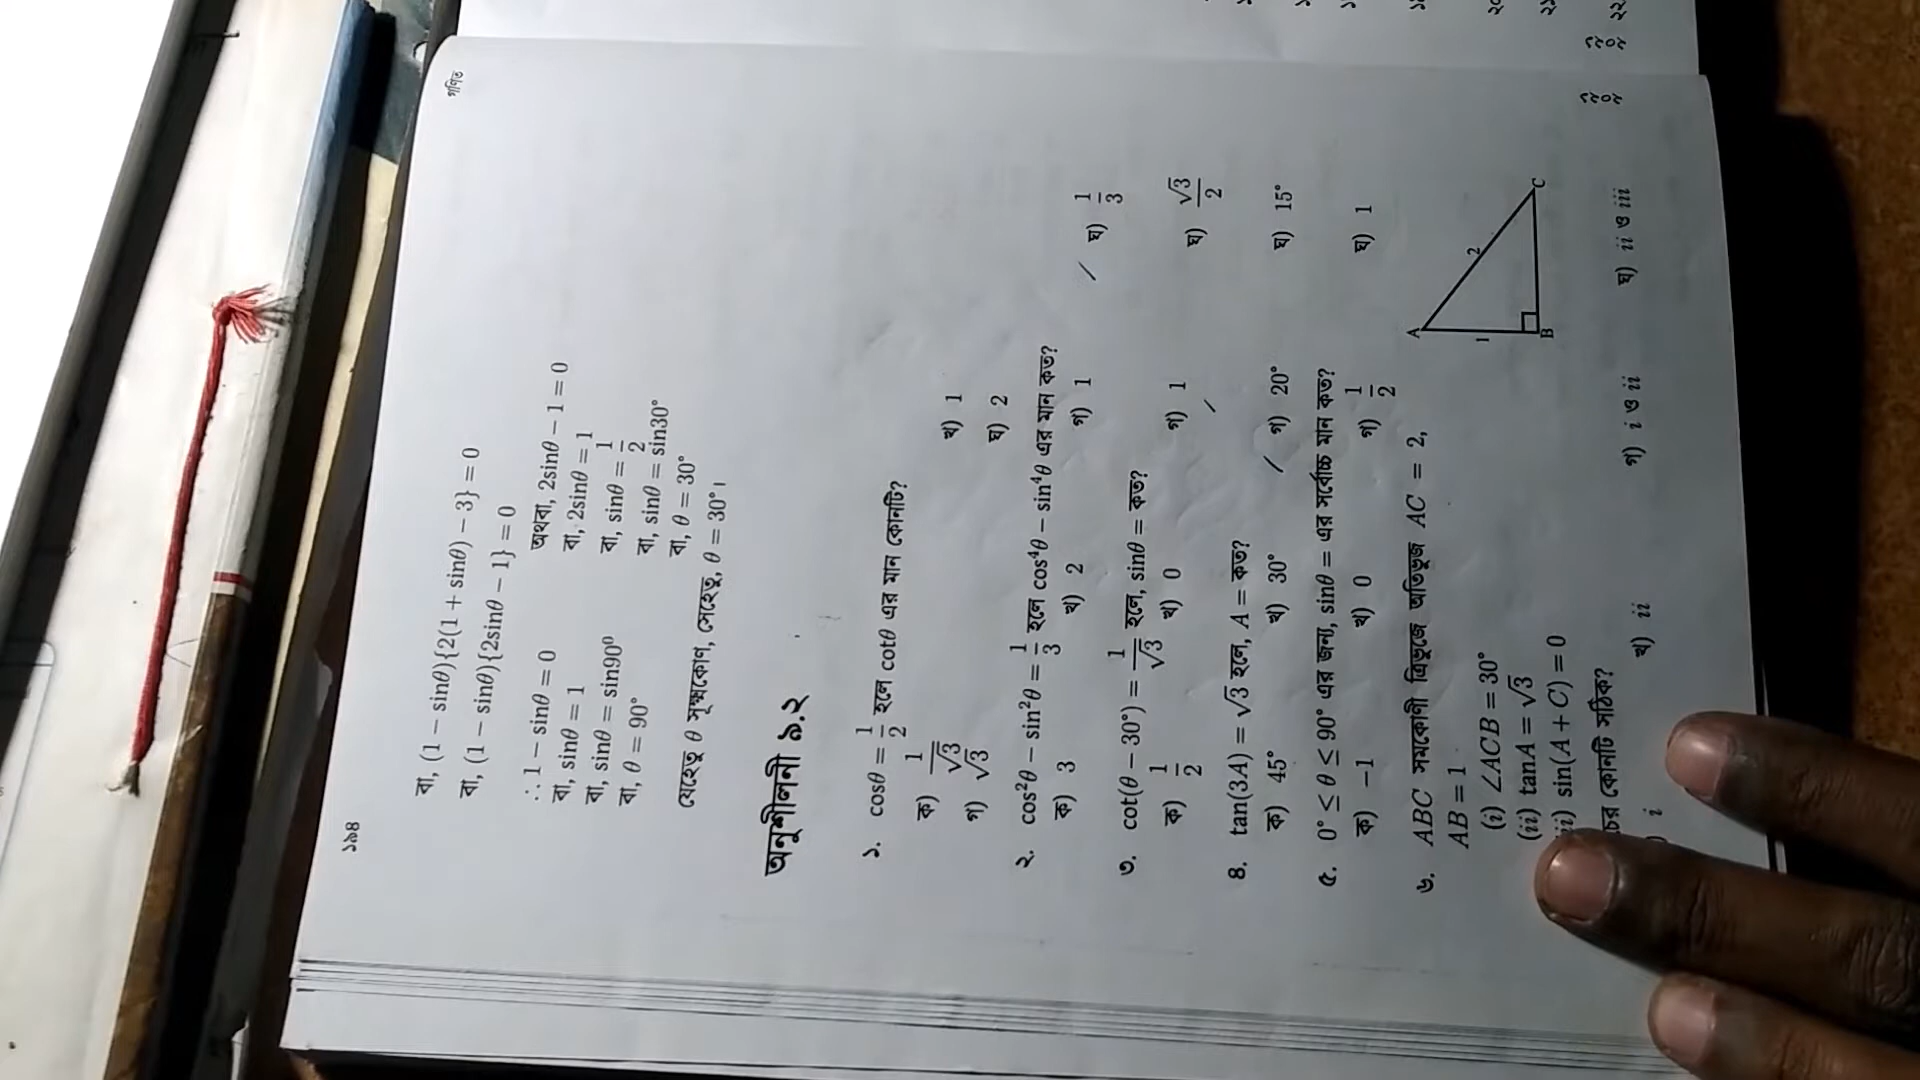 ১৯৪
গণিত
বা, (1 − sinθ){2(1 + sinθ) − 3} = 0
বা, (1 − sinθ){2sinθ − 1} = 0
∴ 1 − sinθ = 0
বা, sinθ = 1
বা, sinθ = sin90⁰
বা, θ = 90°
অথবা, 2sinθ − 1 = 0
বা, 2sinθ = 1
বা, sinθ = 1/2
বা, sinθ = sin30°
বা, θ = 30°
যেহেতু θ সূক্ষ্মকোণ, সেহেতু, θ = 30°।
অনুশীলনী ৯.২
১. cosθ = 1/2 হলে cotθ এর মান কোনটি?
ক) 1/√3 খ) 1
গ) √3 ঘ) 2
২. cos²θ − sin²θ = 1/3 হলে cos⁴θ − sin⁴θ এর মান কত?
ক) 3 খ) 2 গ) 1 ঘ) 1/3
৩. cot(θ − 30°) = 1/√3 হলে, sinθ = কত?
ক) 1/2 খ) 0 গ) 1 ঘ) √3/2
৪. tan(3A) = √3 হলে, A = কত?
ক) 45° খ) 30° গ) 20° ঘ) 15°
৫. 0° ≤ θ ≤ 90° এর জন্য, sinθ = এর সর্বোচ্চ মান কত?
ক) −1 খ) 0 গ) 1/2 ঘ) 1
৬. ABC সমকোণী ত্রিভুজে অতিভুজ AC = 2,
AB = 1
(i) ∠ACB = 30°
(ii) tanA = √3
ii) sin(A + C) = 0
A
1
2
B
C
চের কোনটি সঠিক?
) i খ) ii গ) i ও ii ঘ) ii ও iii